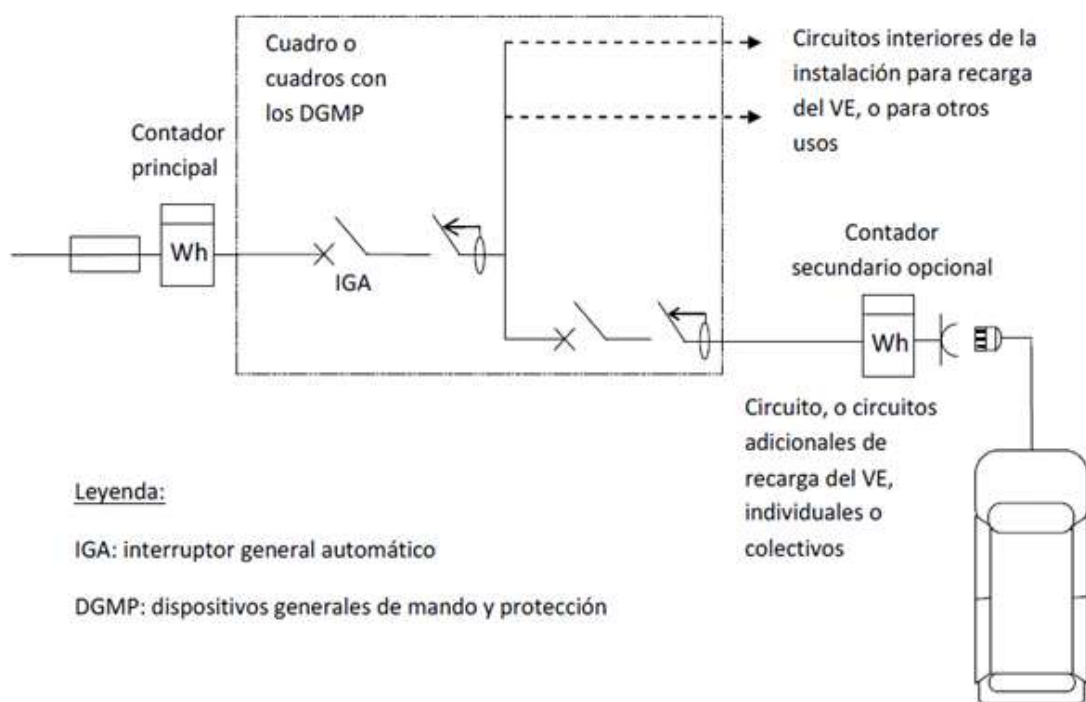 Cuadro o
cuadros con
los DGMP
Circuitos interiores de la
instalación para recarga
del VE, o para otros
usos
Contador
principal
Wh
IGA
Contador
secundario opcional
Wh
Circuito, o circuitos
adicionales de
recarga del VE,
individuales o
colectivos
Leyenda:
IGA: interruptor general automático
DGMP: dispositivos generales de mando y protección